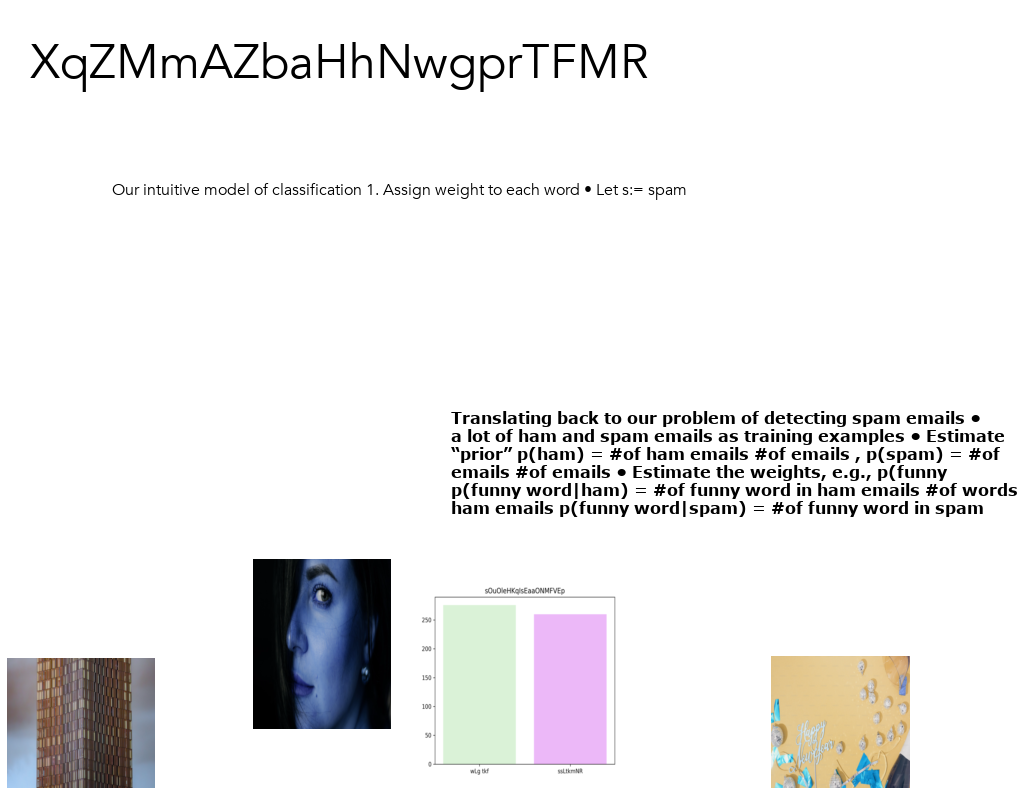 XqZMmAZbaHhNwgprTFMR
Our intuitive model of classification 1. Assign weight to each word • Let s:= spam
Translating back to our problem of detecting spam emails •
a lot of ham and spam emails as training examples • Estimate
“prior” p(ham) = #of ham emails #of emails , p(spam) = #of
emails #of emails • Estimate the weights, e.g., p(funny
p(funny word|ham) = #of funny word in ham emails #of words
ham emails p(funny word|spam) = #of funny word in spam
sOuOleHKqIsEaaONMFVEp
250
200
150
100
50
0
wLg tkf
ssLtkmNR
Happy